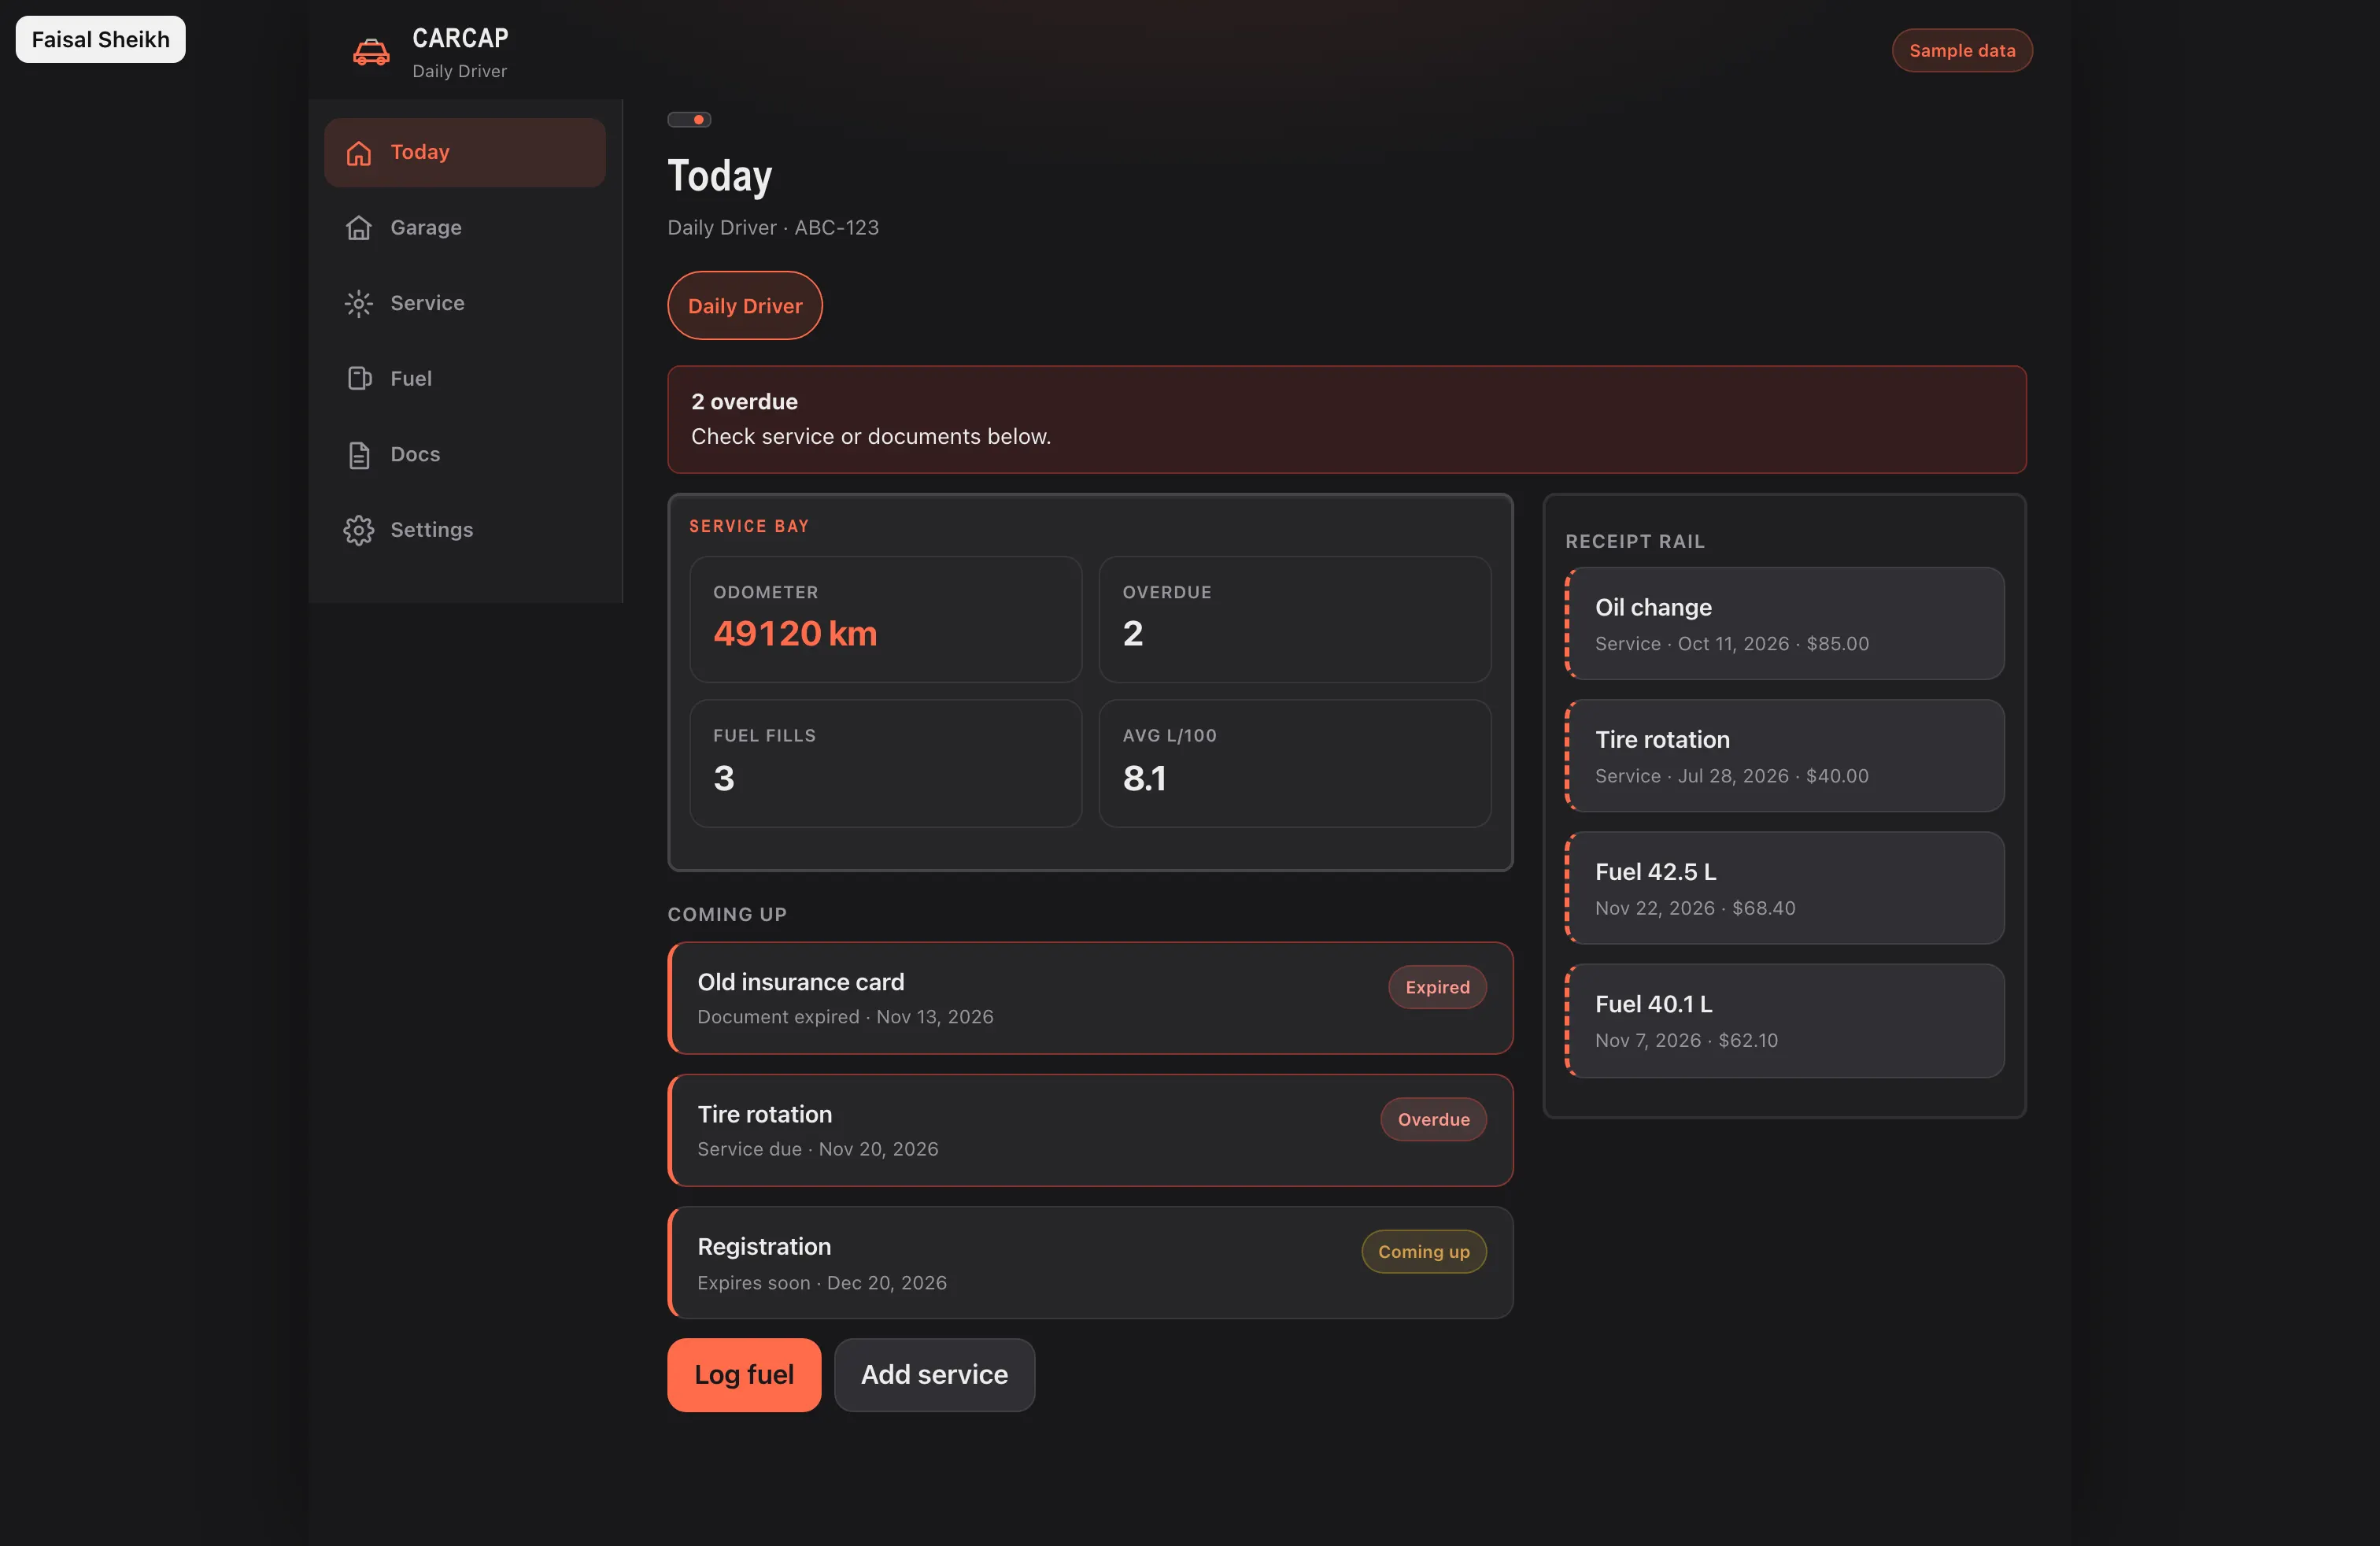 Faisal Sheikh
CARCAP
Daily Driver
Sample data
Today
Garage
Service
Fuel
Docs
Settings
Today
Daily Driver · ABC-123
Daily Driver
2 overdue
Check service or documents below.
SERVICE BAY
ODOMETER
49120 km
OVERDUE
2
FUEL FILLS
3
AVG L/100
8.1
COMING UP
Old insurance card
Document expired · Nov 13, 2026
Expired
Tire rotation
Service due · Nov 20, 2026
Overdue
Registration
Expires soon · Dec 20, 2026
Coming up
Log fuel
Add service
RECEIPT RAIL
Oil change
Service · Oct 11, 2026 · $85.00
Tire rotation
Service · Jul 28, 2026 · $40.00
Fuel 42.5 L
Nov 22, 2026 · $68.40
Fuel 40.1 L
Nov 7, 2026 · $62.10